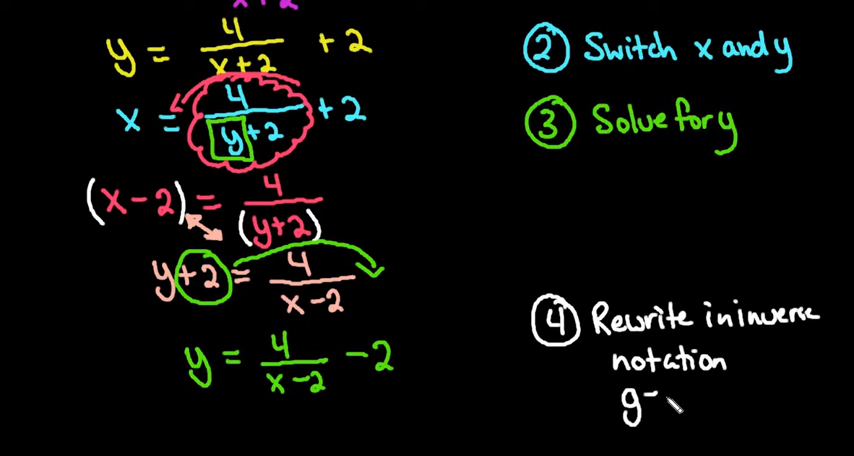 x+2
y = 4/(x+2) + 2
x = 4/(y+2) + 2
(x-2) = 4/(y+2)
y+2 = 4/(x-2)
y = 4/(x-2) - 2
② Switch x and y
③ Solve for y
④ Rewrite in inverse
notation
g-